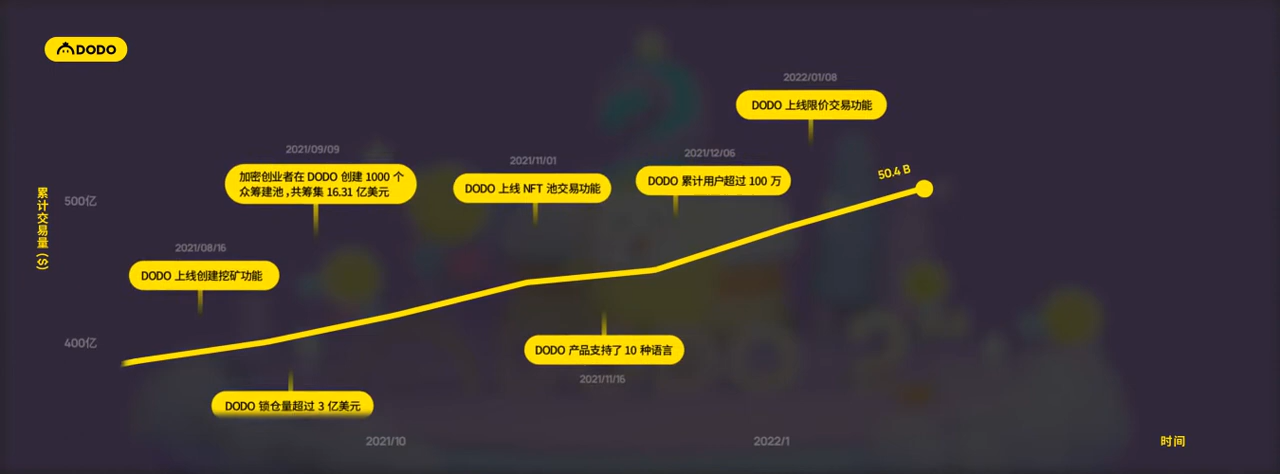 DODO
2022/01/08
DODO 上线限价交易功能
2021/09/09
加密创业者在 DODO 创建 1000 个
众筹建池,共筹集 16.31 亿美元
2021/11/01
DODO 上线 NFT 池交易功能
2021/12/06
DODO 累计用户超过 100 万
50.4 B
累计交易量 ($)
500亿
2021/08/16
DODO 上线创建挖矿功能
400亿
DODO 产品支持了 10 种语言
2021/11/16
DODO 锁仓量超过 3 亿美元
2021/10
2022/1
时间